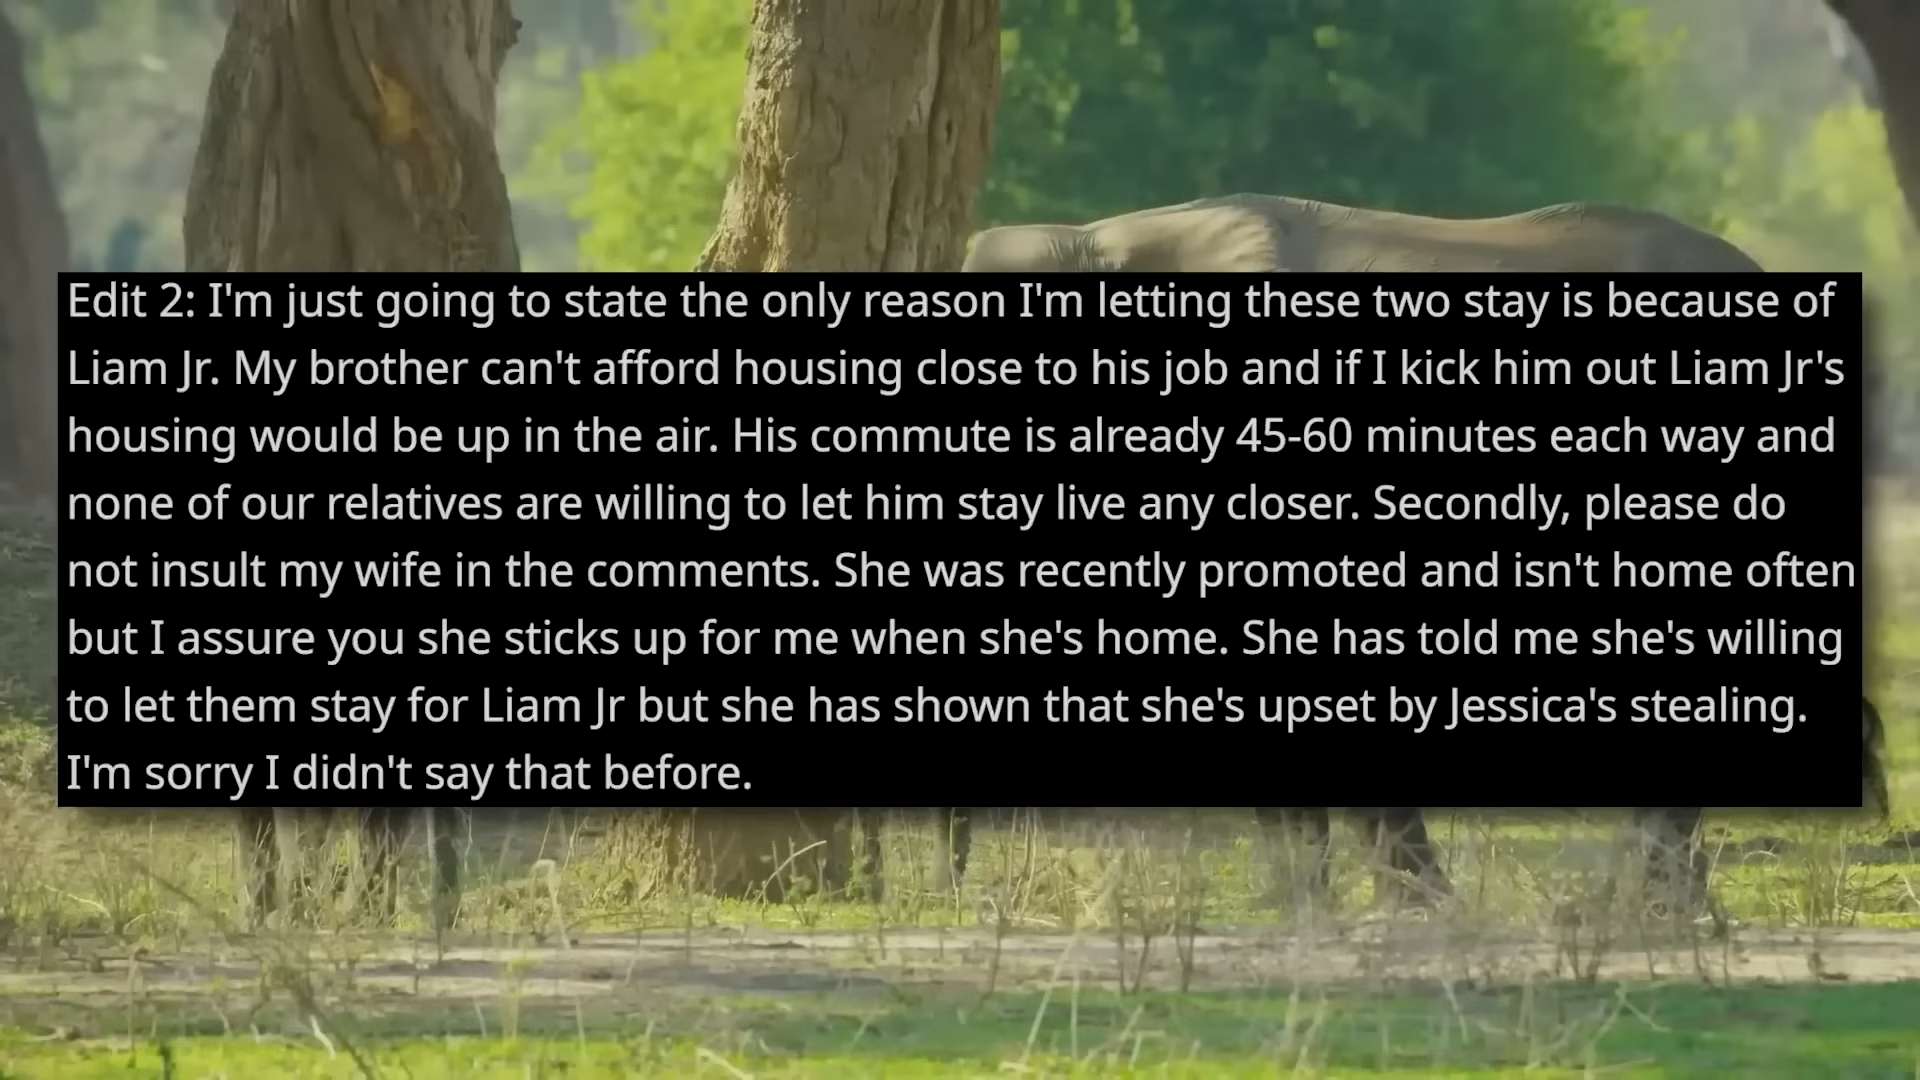 Edit 2: I'm just going to state the only reason I'm letting these two stay is because of
Liam Jr. My brother can't afford housing close to his job and if I kick him out Liam Jr's
housing would be up in the air. His commute is already 45-60 minutes each way and
none of our relatives are willing to let him stay live any closer. Secondly, please do
not insult my wife in the comments. She was recently promoted and isn't home often
but I assure you she sticks up for me when she's home. She has told me she's willing
to let them stay for Liam Jr but she has shown that she's upset by Jessica's stealing.
I'm sorry I didn't say that before.